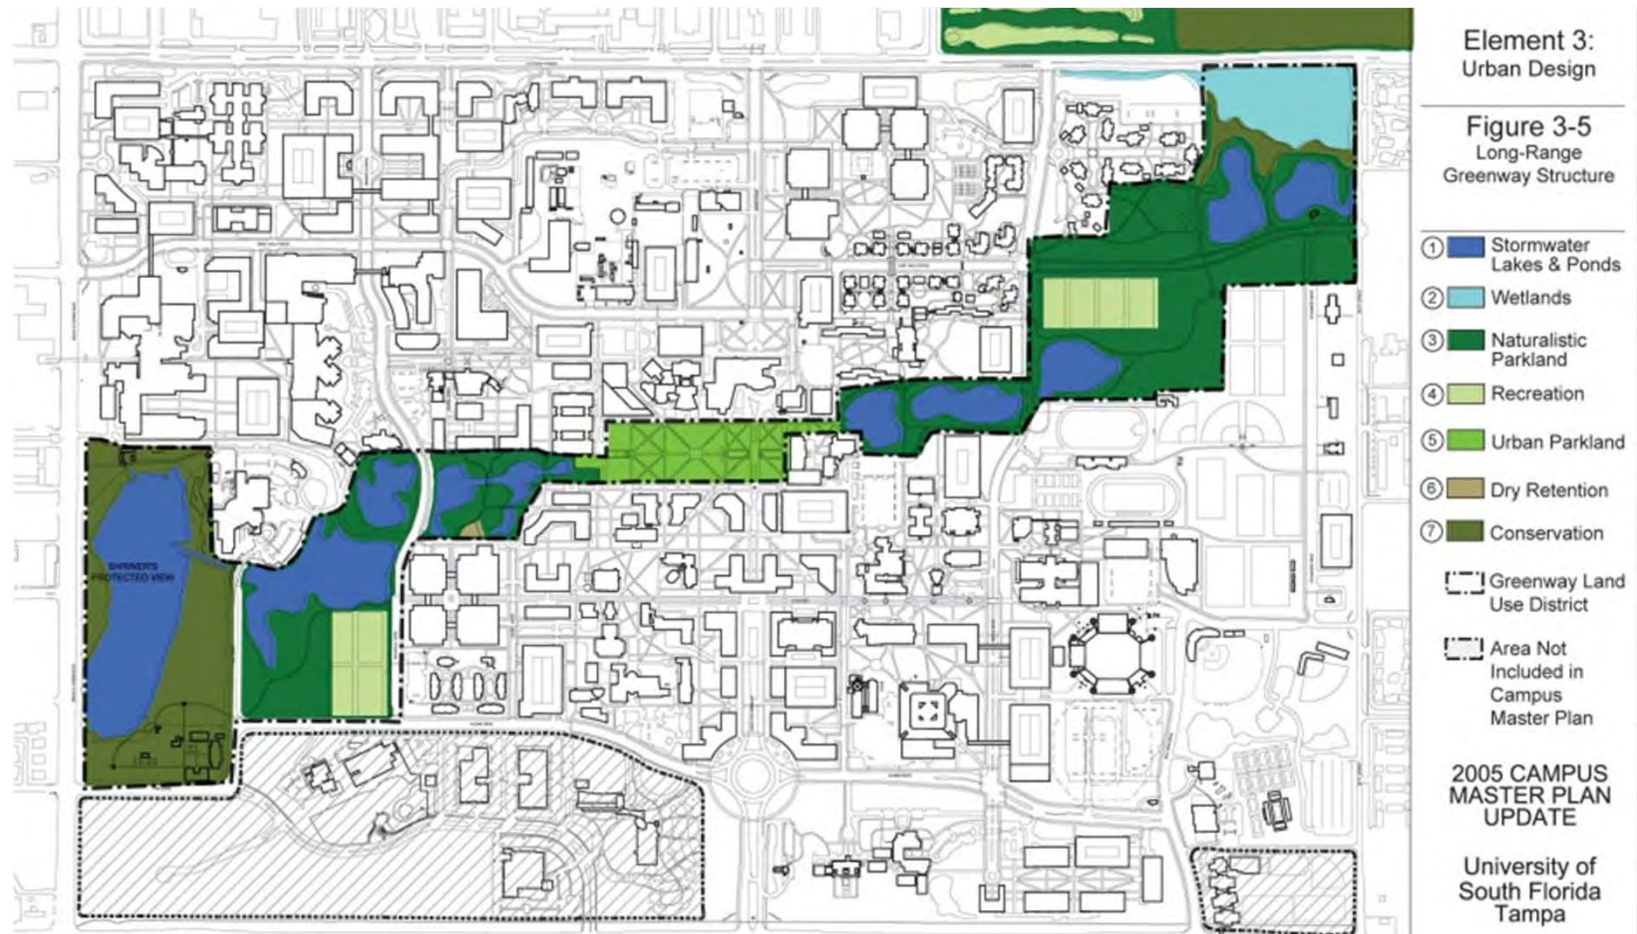 Element 3:
Urban Design
Figure 3-5
Long-Range
Greenway Structure
1 Stormwater
Lakes & Ponds
2 Wetlands
3 Naturalistic
Parkland
4 Recreation
5 Urban Parkland
6 Dry Retention
7 Conservation
Greenway Land
Use District
Area Not
Included in
Campus
Master Plan
2005 CAMPUS
MASTER PLAN
UPDATE
University of
South Florida
Tampa
SHRINER'S
PROTECTED VIEW